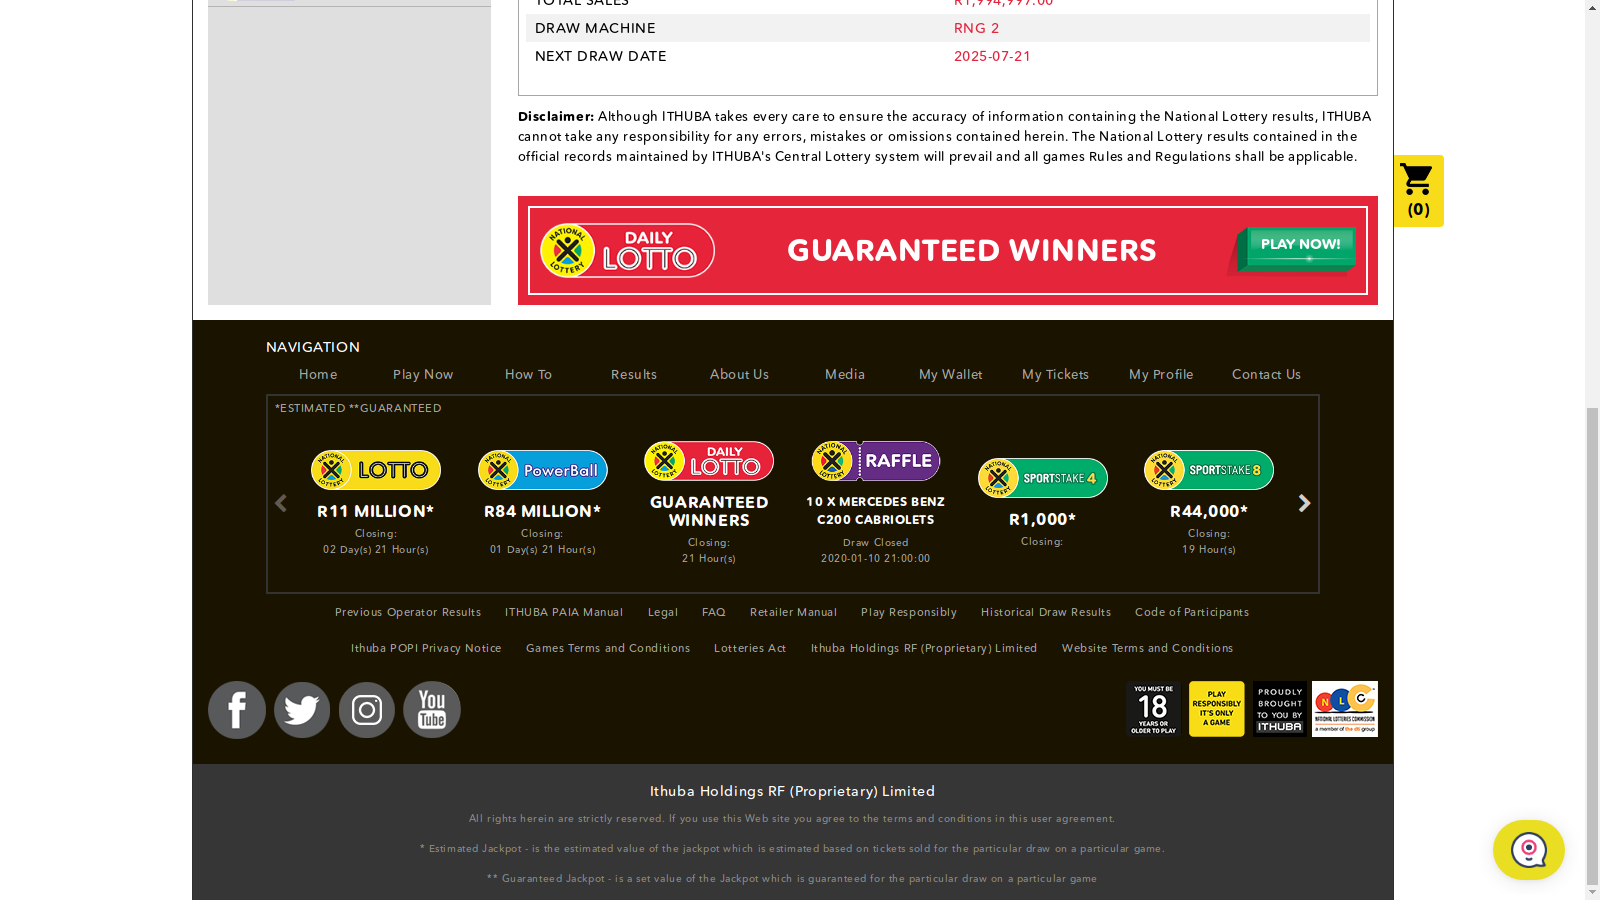 TOTAL SALES R1,994,997.00
DRAW MACHINE RNG 2
NEXT DRAW DATE 2025-07-21
Disclaimer: Although ITHUBA takes every care to ensure the accuracy of information containing the National Lottery results, ITHUBA
cannot take any responsibility for any errors, mistakes or omissions contained herein. The National Lottery results contained in the
official records maintained by ITHUBA's Central Lottery system will prevail and all games Rules and Regulations shall be applicable.
(0)
NATIONAL LOTTERY DAILY LOTTO GUARANTEED WINNERS PLAY NOW!
NAVIGATION
Home Play Now How To Results About Us Media My Wallet My Tickets My Profile Contact Us
*ESTIMATED **GUARANTEED
NATIONAL LOTTERY LOTTO
R11 MILLION*
Closing:
02 Day(s) 21 Hour(s)
NATIONAL LOTTERY PowerBall
R84 MILLION*
Closing:
01 Day(s) 21 Hour(s)
NATIONAL LOTTERY DAILY LOTTO
GUARANTEED
WINNERS
Closing:
21 Hour(s)
NATIONAL LOTTERY RAFFLE
10 X MERCEDES BENZ
C200 CABRIOLETS
Draw Closed
2020-01-10 21:00:00
NATIONAL LOTTERY SPORTSTAKE 4
R1,000*
Closing:
NATIONAL LOTTERY SPORTSTAKE 8
R44,000*
Closing:
19 Hour(s)
Previous Operator Results ITHUBA PAIA Manual Legal FAQ Retailer Manual Play Responsibly Historical Draw Results Code of Participants
Ithuba POPI Privacy Notice Games Terms and Conditions Lotteries Act Ithuba Holdings RF (Proprietary) Limited Website Terms and Conditions
You
Tube
YOU MUST BE
18
YEARS OR
OLDER TO PLAY
PLAY
RESPONSIBLY
IT'S ONLY
A GAME
PROUDLY
BROUGHT
TO YOU BY
ITHUBA
NLC
NATIONAL LOTTERIES COMMISSION
a member of the dti group
Ithuba Holdings RF (Proprietary) Limited
All rights herein are strictly reserved. If you use this Web site you agree to the terms and conditions in this user agreement.
* Estimated Jackpot - is the estimated value of the jackpot which is estimated based on tickets sold for the particular draw on a particular game.
** Guaranteed Jackpot - is a set value of the Jackpot which is guaranteed for the particular draw on a particular game